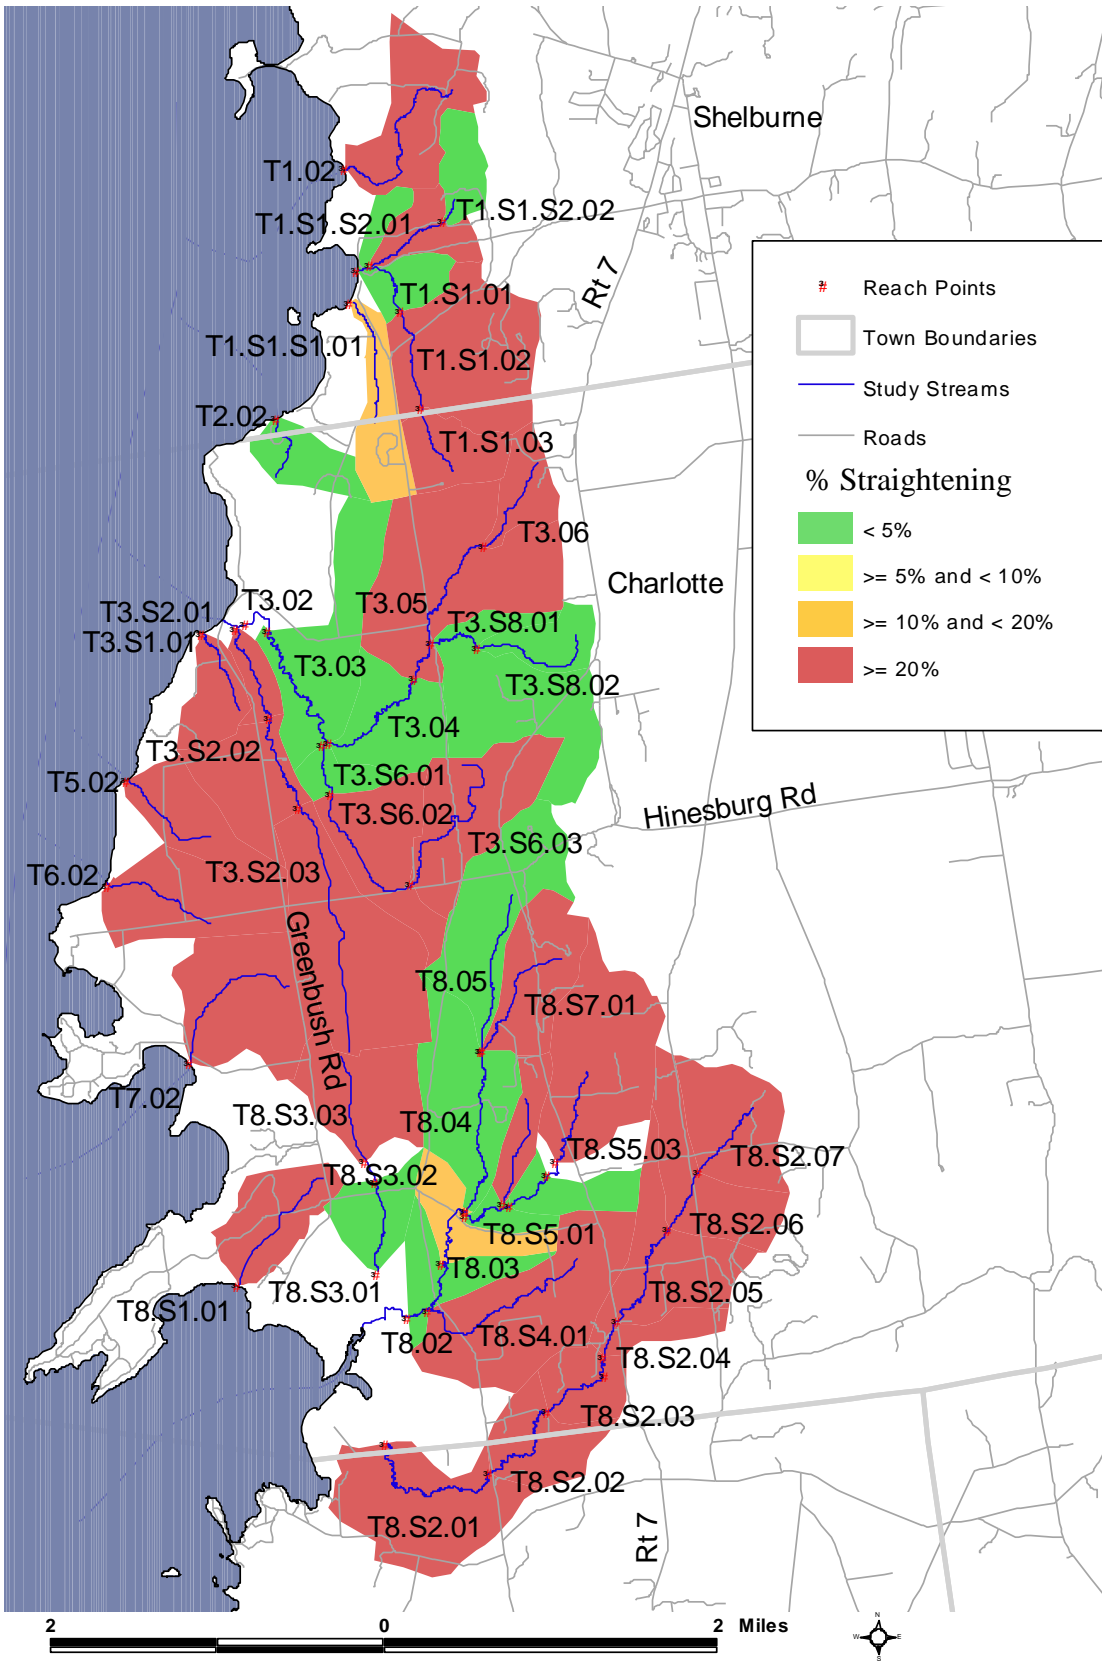 Shelburne
T1.02
T1.S1.S2.02
T1.S1.S2.01
Rt 7
T1.S1.01
T1.S1.S1.01
T1.S1.02
T2.02
T1.S1.03
Reach Points
Town Boundaries
Study Streams
Roads
% Straightening
< 5%
>= 5% and < 10%
>= 10% and < 20%
>= 20%
T3.06
Charlotte
T3.02
T3.S2.01
T3.05
T3.S8.01
T3.S1.01
T3.03
T3.S8.02
T3.04
T3.S2.02
T3.S6.01
T5.02
T3.S6.02
Hinesburg Rd
T3.S6.03
T6.02
T3.S2.03
Greenbush Rd
T8.05
T8.S7.01
T7.02
T8.S3.03
T8.04
T8.S5.03
T8.S2.07
T8.S3.02
T8.S2.06
T8.S5.01
T8.03
T8.S3.01
T8.S2.05
T8.S1.01
T8.02
T8.S4.01
T8.S2.04
T8.S2.03
T8.S2.02
T8.S2.01
Rt 7
2 0 2 Miles
N
W E
S